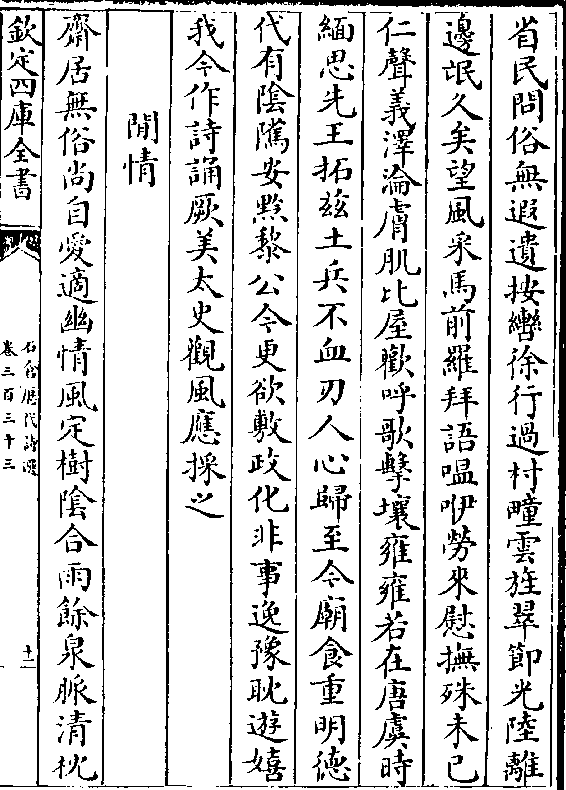 省民問俗無遐遺按轡徐行過村疃雲旌翠節光陸離
邊氓久矣望風采馬前羅拜語嗢咿勞來慰撫殊未已
仁聲義澤淪膚肌比屋歡呼歌擊壤雍雍若在唐虞時
緬思先王拓兹土兵不血刃人心歸至今廟食重明德
代有陰隲安黔黎公今更欲敷政化非事逸豫耽遊嬉
我今作詩誦厥美太史觀風應採之
閒情
齋居無俗尚自愛適幽情風定樹陰合雨餘泉脈清枕
欽定四庫全書
石倉歷代詩選
卷三百三十三
十二